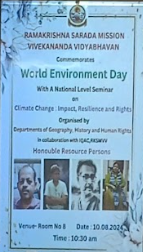 RAMAKRISHNA SARADA MISSION
VIVEKANANDA VIDYABHAVAN
Commemorates
World Environment Day
With A National Level Seminar
on
Climate Change : Impact, Resilience and Rights
Organised by
Departments of Geography, History and Human Rights
in collaboration with IQAC, RKSMVV
Honourable Resource Persons
Venue- Room No 8 Date : 10.08.2024
Time : 10:30 am